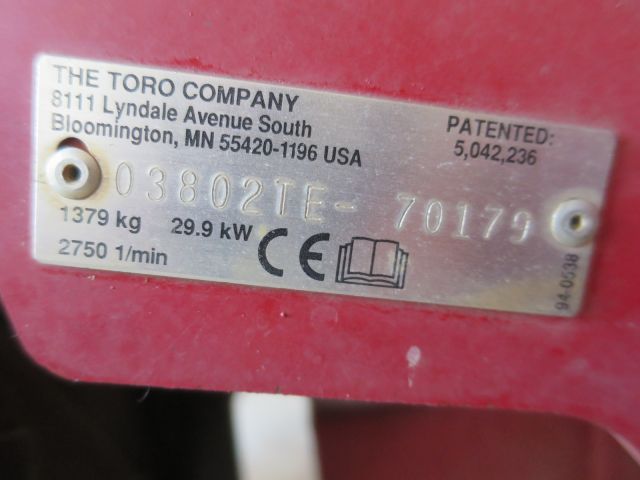 THE TORO COMPANY
8111 Lyndale Avenue South
Bloomington, MN 55420-1196 USA
PATENTED:
5,042,236
03802TE- 70179
1379 kg 29.9 kW
2750 1/min
CE
94-0638